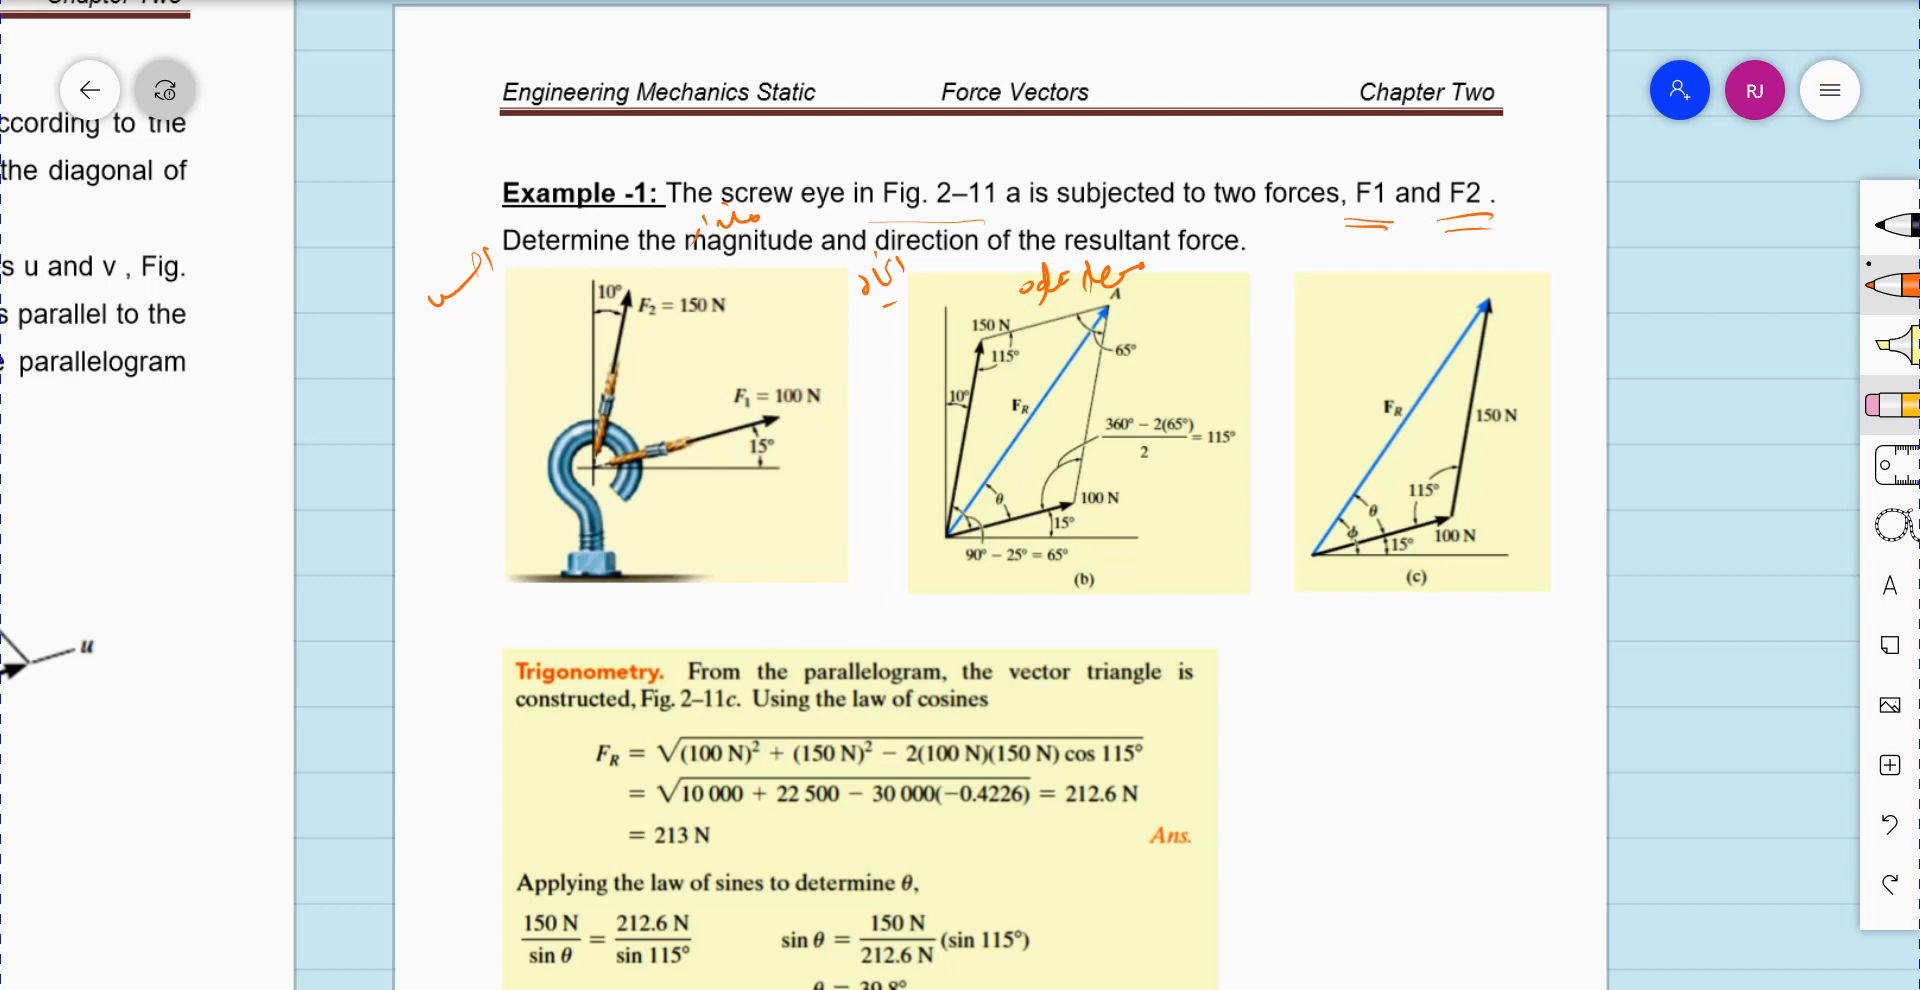 Chapter Two
ccording to the
the diagonal of
s u and v , Fig.
s parallel to the
parallelogram
u
Engineering Mechanics Static Force Vectors Chapter Two
RJ
Example -1: The screw eye in Fig. 2–11 a is subjected to two forces, F1 and F2 .
Determine the magnitude and direction of the resultant force.
10°
F₂ = 150 N
F₁ = 100 N
15°
A
150 N
115°
65°
10°
F_R
360° − 2(65°)
2
= 115°
θ
100 N
15°
90° − 25° = 65°
(b)
F_R
150 N
115°
θ
ϕ
15°
100 N
(c)
Trigonometry. From the parallelogram, the vector triangle is
constructed, Fig. 2–11c. Using the law of cosines
F_R = √(100 N)² + (150 N)² − 2(100 N)(150 N) cos 115°
= √10 000 + 22 500 − 30 000(−0.4226) = 212.6 N
= 213 N Ans.
Applying the law of sines to determine θ,
150 N / sin θ = 212.6 N / sin 115° sin θ = 150 N / 212.6 N (sin 115°)
θ = 39.8°
A